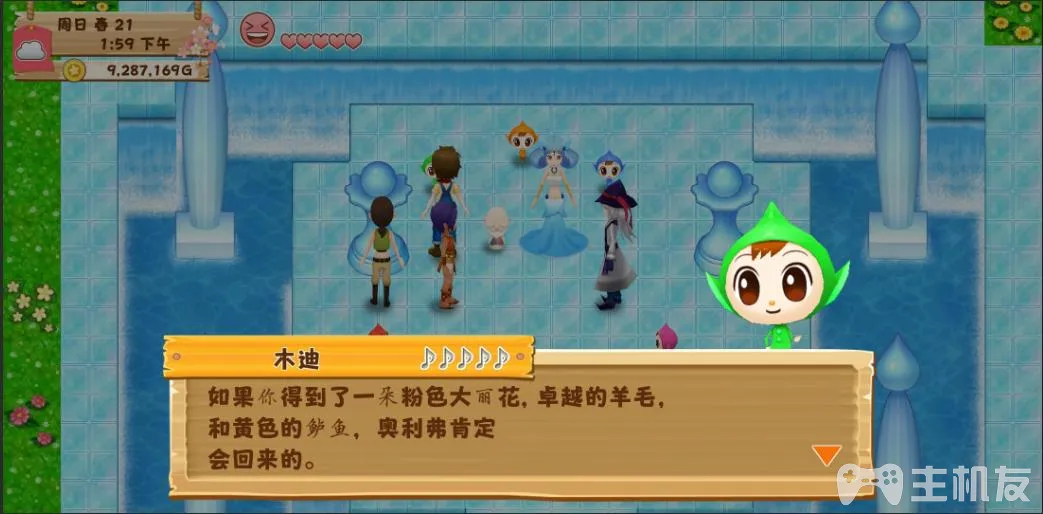 周日 春 21
1:59 下午
9,287,169G
木迪
如果你得到了一朵粉色大丽花, 卓越的羊毛,
和黄色的鲈鱼, 奥利弗肯定
会回来的。
主机友